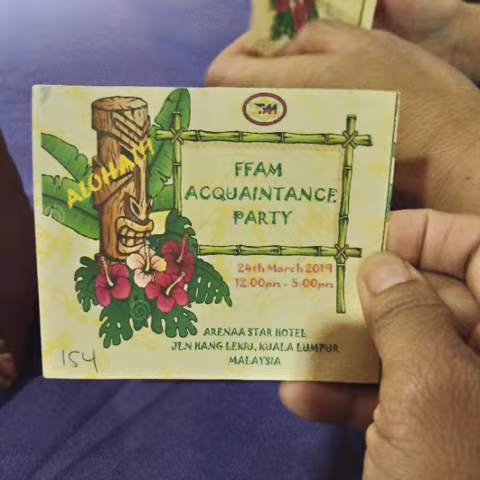 ALOHA!!!
FFAM
ACQUAINTANCE
PARTY
24th March 2019
12:00pm - 5:00pm
ARENAA STAR HOTEL
JLN HANG LEKIU, KUALA LUMPUR
MALAYSIA
154